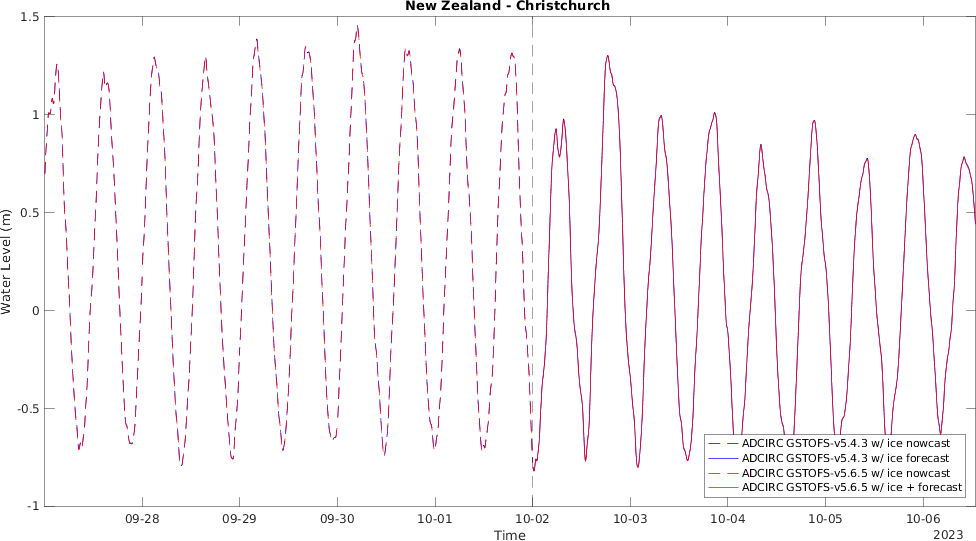 New Zealand - Christchurch
1.5
1
0.5
0
-0.5
-1
Water Level (m)
ADCIRC GSTOFS-v5.4.3 w/ ice nowcast
ADCIRC GSTOFS-v5.4.3 w/ ice forecast
ADCIRC GSTOFS-v5.6.5 w/ ice nowcast
ADCIRC GSTOFS-v5.6.5 w/ ice + forecast
09-28 09-29 09-30 10-01 10-02 10-03 10-04 10-05 10-06
Time
2023